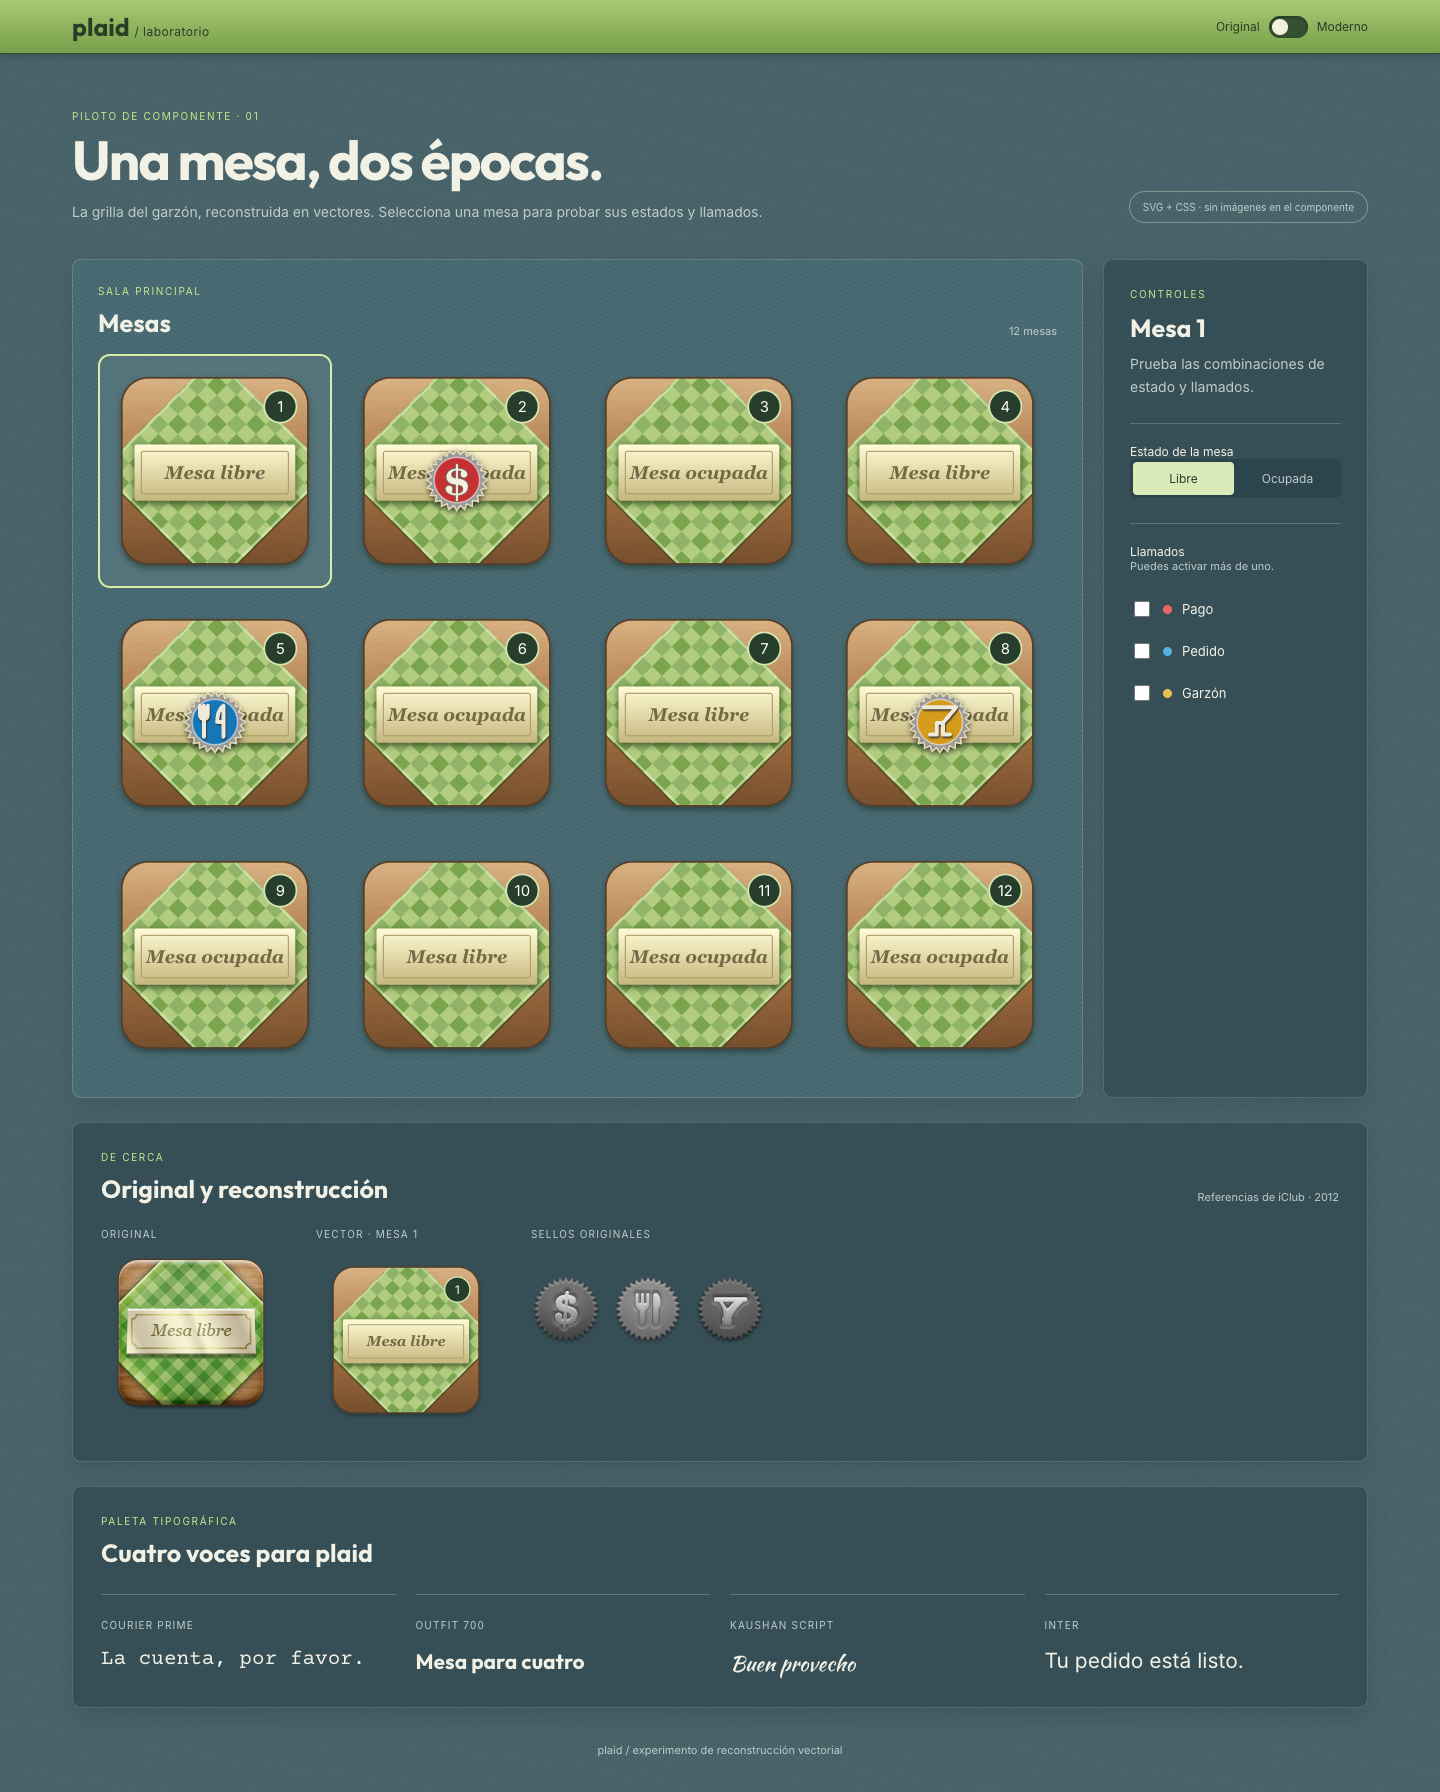 plaid / laboratorio
Original Moderno
PILOTO DE COMPONENTE · 01
Una mesa, dos épocas.
La grilla del garzón, reconstruida en vectores. Selecciona una mesa para probar sus estados y llamados.
SVG + CSS · sin imágenes en el componente
SALA PRINCIPAL
Mesas
12 mesas
1
Mesa libre
2
$
3
Mesa ocupada
4
Mesa libre
5
6
Mesa ocupada
7
Mesa libre
8
9
Mesa ocupada
10
Mesa libre
11
Mesa ocupada
12
Mesa ocupada
CONTROLES
Mesa 1
Prueba las combinaciones de
estado y llamados.
Estado de la mesa
Libre Ocupada
Llamados
Puedes activar más de uno.
Pago
Pedido
Garzón
DE CERCA
Original y reconstrucción
Referencias de iClub · 2012
ORIGINAL
Mesa libre
VECTOR · MESA 1
1
Mesa libre
SELLOS ORIGINALES
$
PALETA TIPOGRÁFICA
Cuatro voces para plaid
COURIER PRIME
La cuenta, por favor.
OUTFIT 700
Mesa para cuatro
KAUSHAN SCRIPT
Buen provecho
INTER
Tu pedido está listo.
plaid / experimento de reconstrucción vectorial